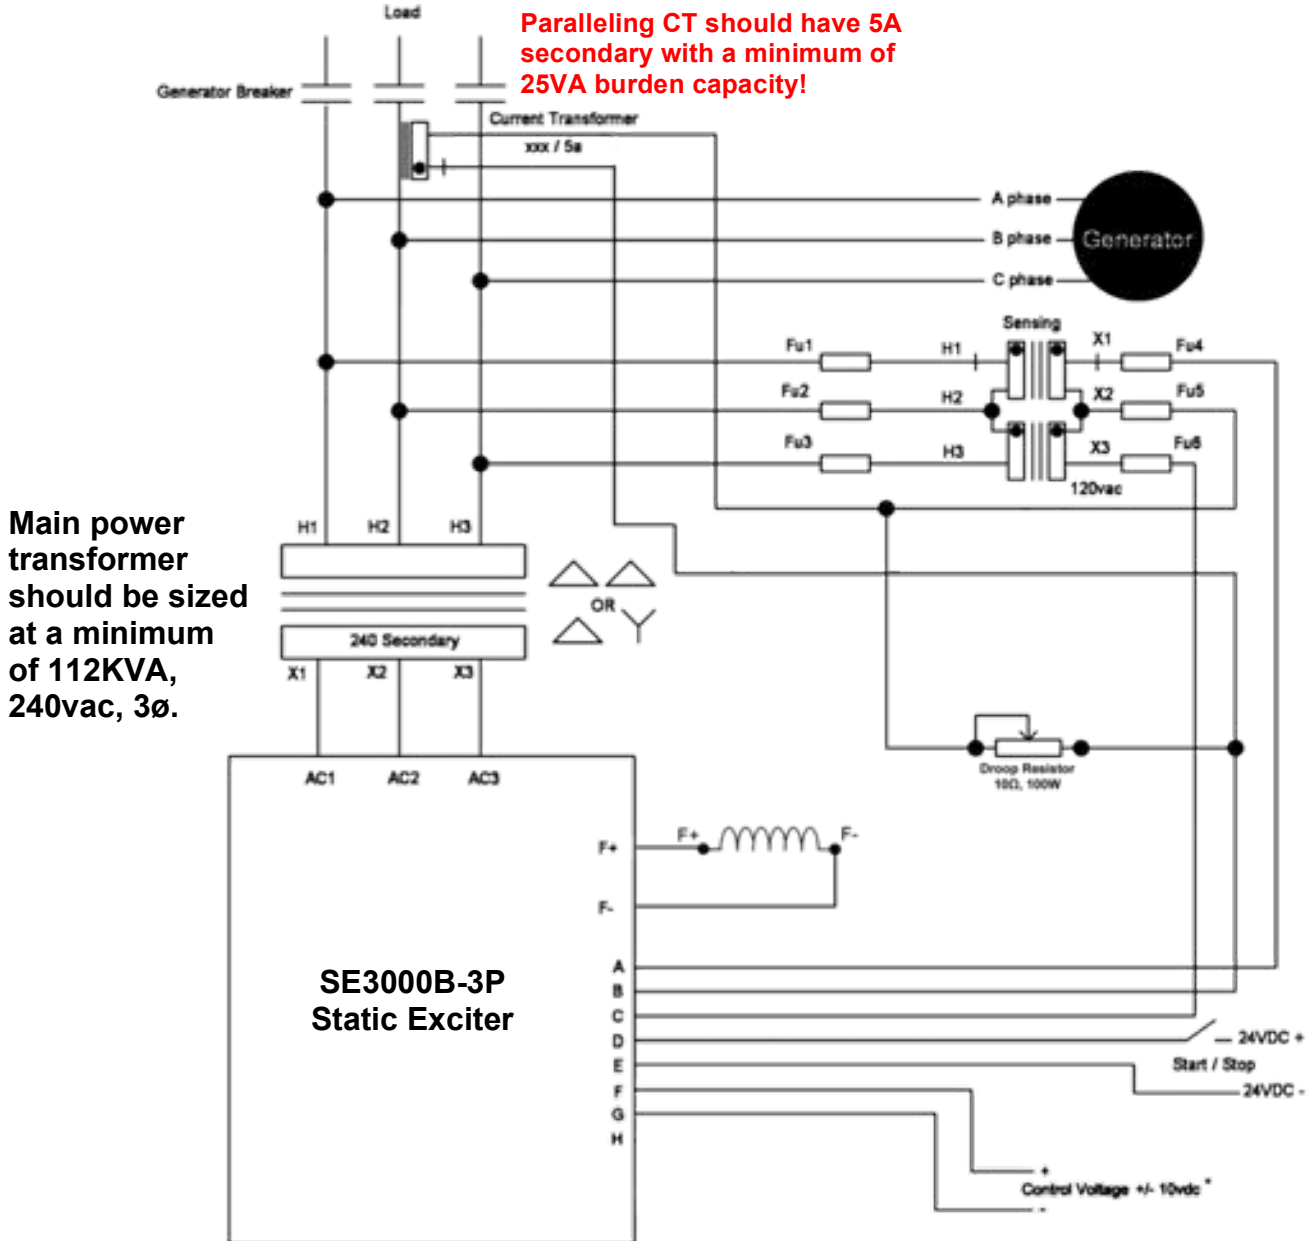 Load
Paralleling CT should have 5A
secondary with a minimum of
25VA burden capacity!
Generator Breaker
Current Transformer
xxx / 5a
A phase
B phase
C phase
Generator
Sensing
Fu1
H1
X1
Fu4
Fu2
H2
X2
Fu5
Fu3
H3
X3
Fu6
120vac
Main power
transformer
should be sized
at a minimum
of 112KVA,
240vac, 3ø.
H1
H2
H3
OR
240 Secondary
X1
X2
X3
AC1
AC2
AC3
Droop Resistor
10Ω, 100W
F+
F+
F-
F-
SE3000B-3P
Static Exciter
A
B
C
D
E
F
G
H
24VDC +
Start / Stop
24VDC -
+
Control Voltage +/- 10vdc *
-